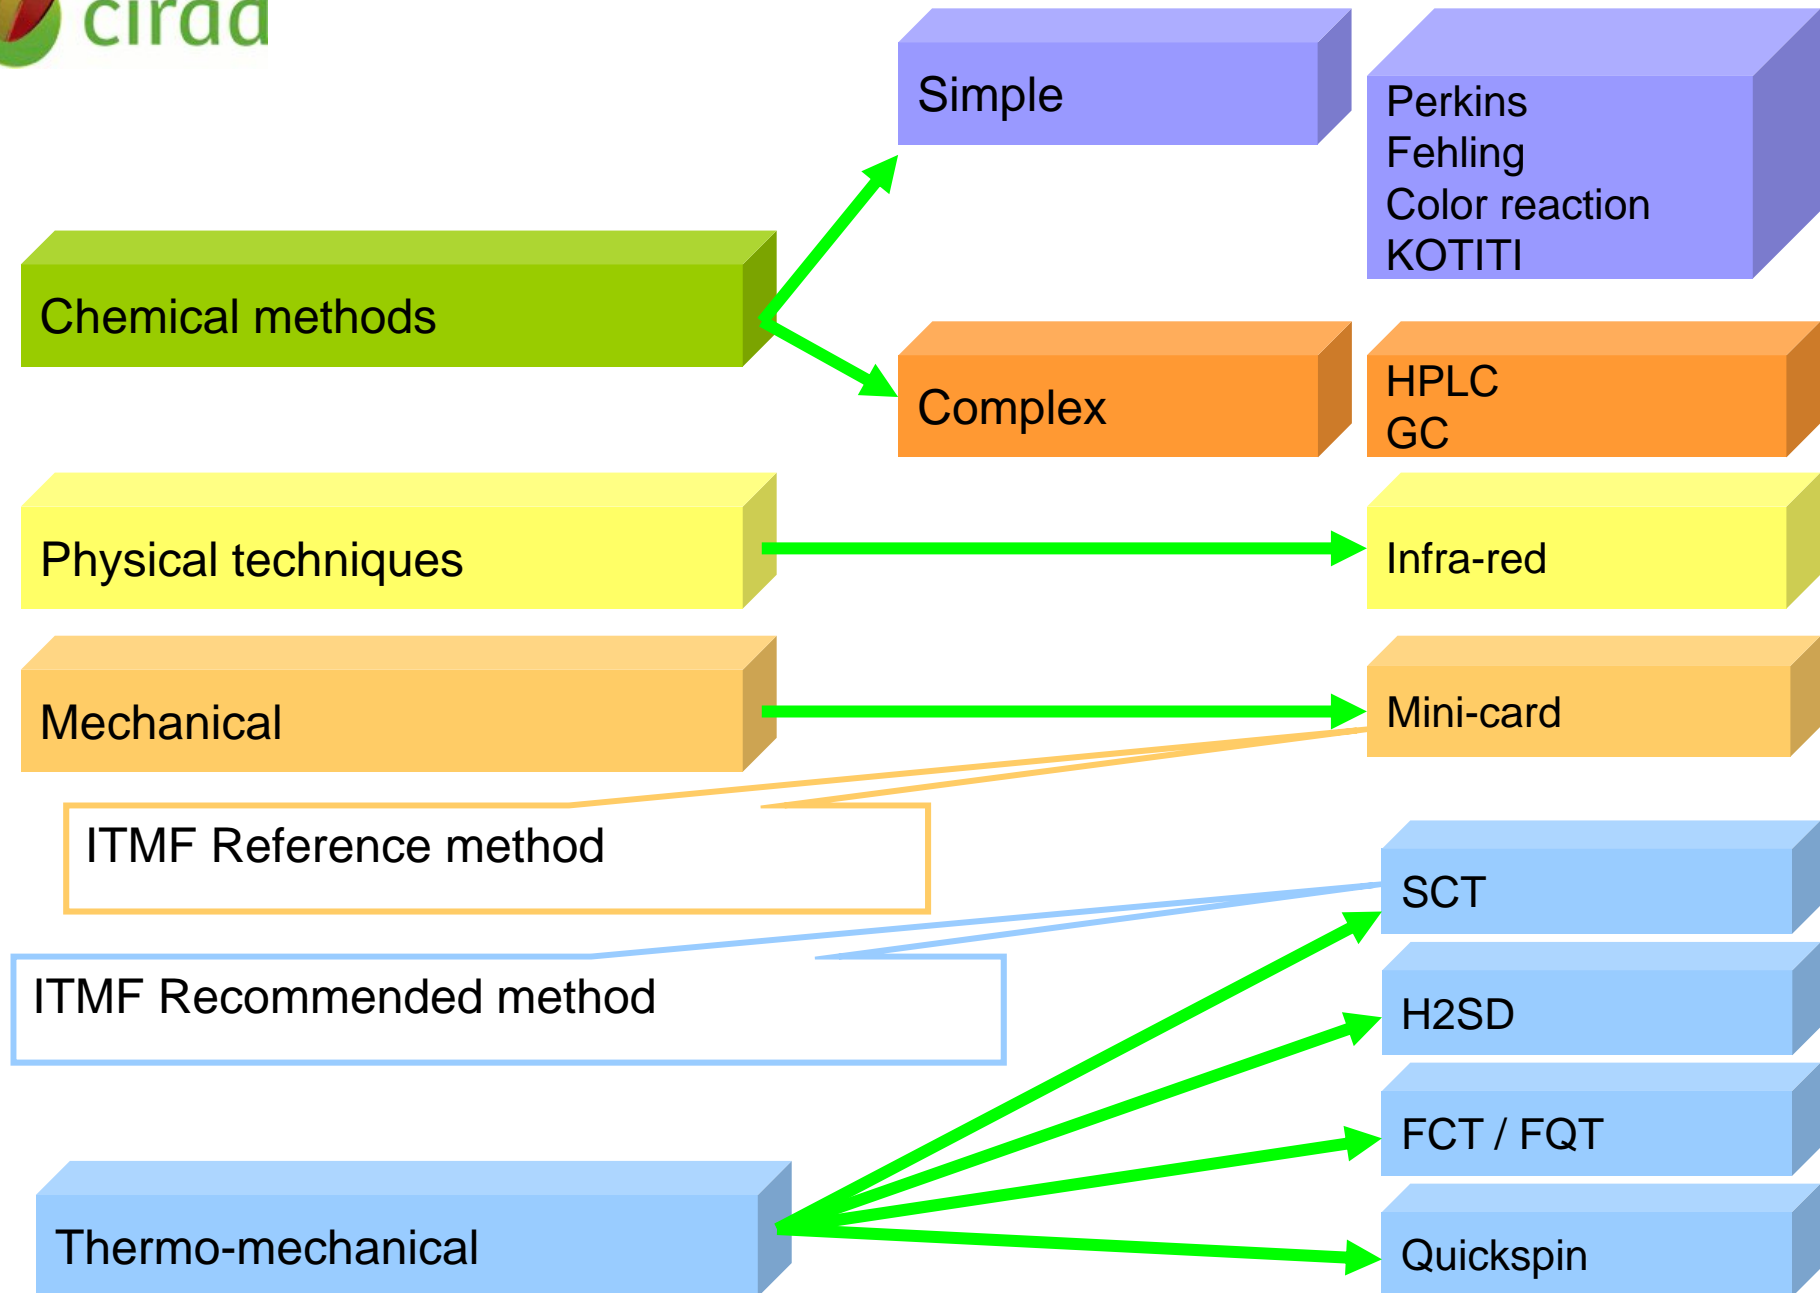 cirad
Simple
Perkins
Fehling
Color reaction
KOTITI
Chemical methods
Complex
HPLC
GC
Physical techniques
Infra-red
Mechanical
Mini-card
ITMF Reference method
SCT
ITMF Recommended method
H2SD
FCT / FQT
Thermo-mechanical
Quickspin